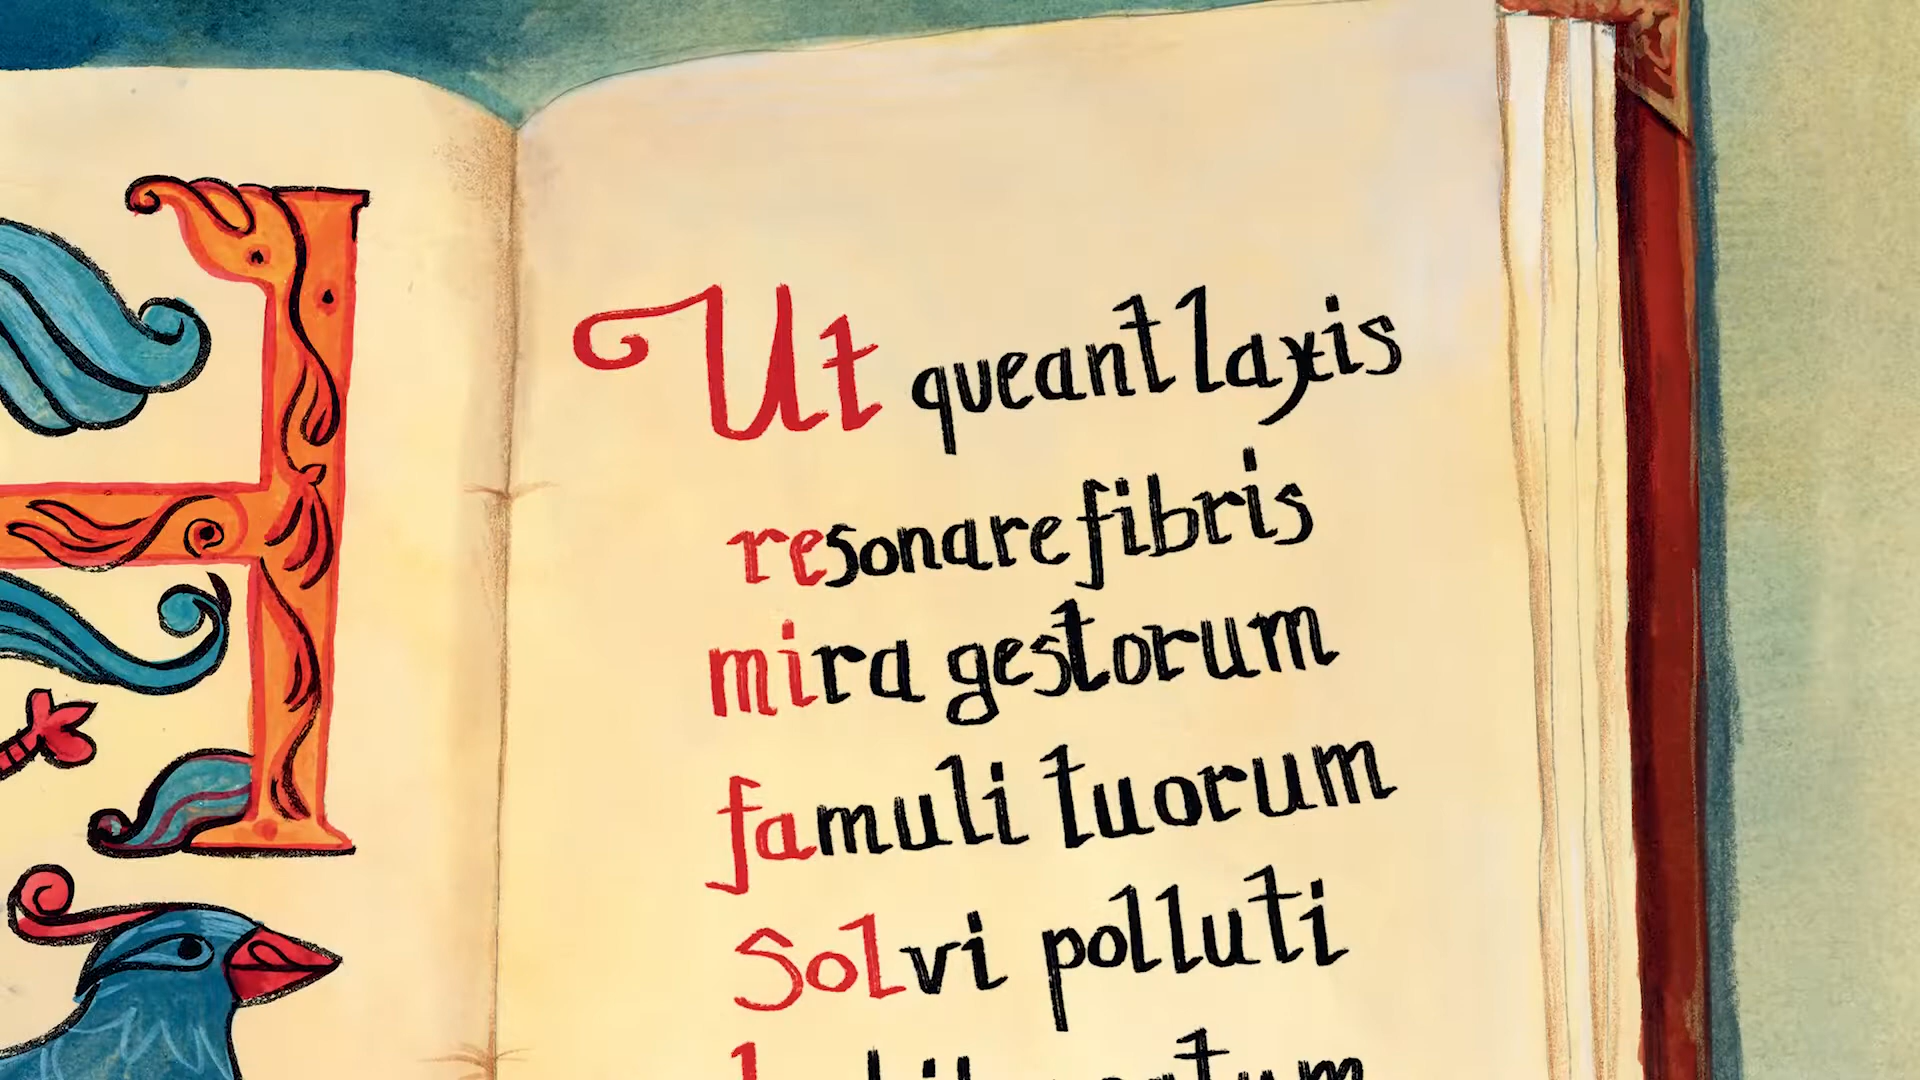 Ut queant laxis
resonare fibris
mira gestorum
famuli tuorum
Solvi polluti